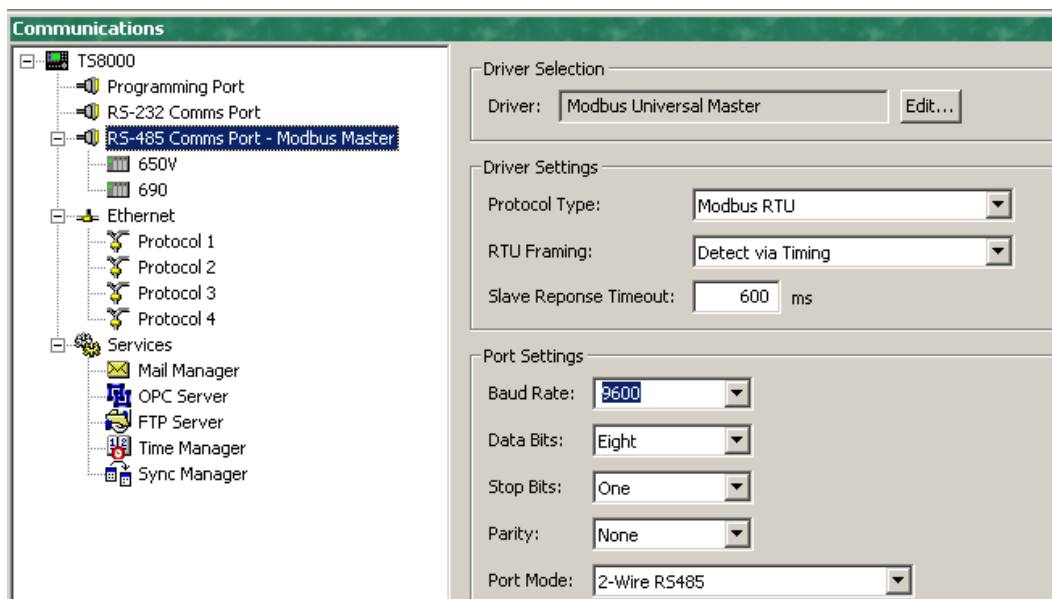 Communications
TS8000
Programming Port
RS-232 Comms Port
RS-485 Comms Port - Modbus Master
650V
690
Ethernet
Protocol 1
Protocol 2
Protocol 3
Protocol 4
Services
Mail Manager
OPC Server
FTP Server
Time Manager
Sync Manager
Driver Selection
Driver: Modbus Universal Master Edit...
Driver Settings
Protocol Type: Modbus RTU
RTU Framing: Detect via Timing
Slave Reponse Timeout: 600 ms
Port Settings
Baud Rate: 9600
Data Bits: Eight
Stop Bits: One
Parity: None
Port Mode: 2-Wire RS485